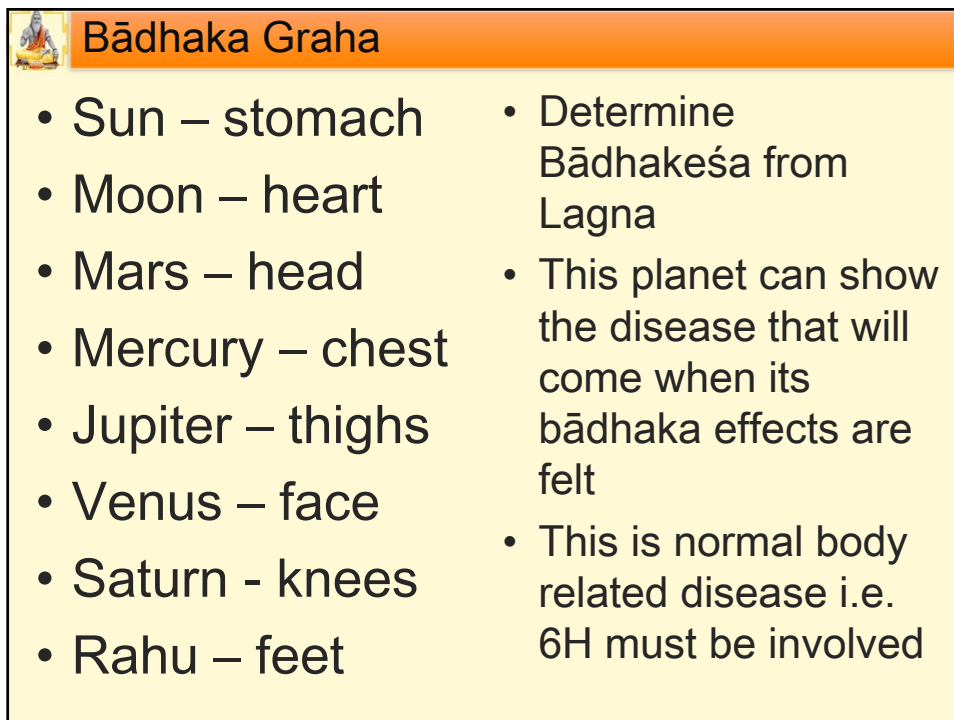 Bādhaka Graha
• Sun – stomach
• Moon – heart
• Mars – head
• Mercury – chest
• Jupiter – thighs
• Venus – face
• Saturn - knees
• Rahu – feet
• Determine
Bādhakeśa from
Lagna
• This planet can show
the disease that will
come when its
bādhaka effects are
felt
• This is normal body
related disease i.e.
6H must be involved